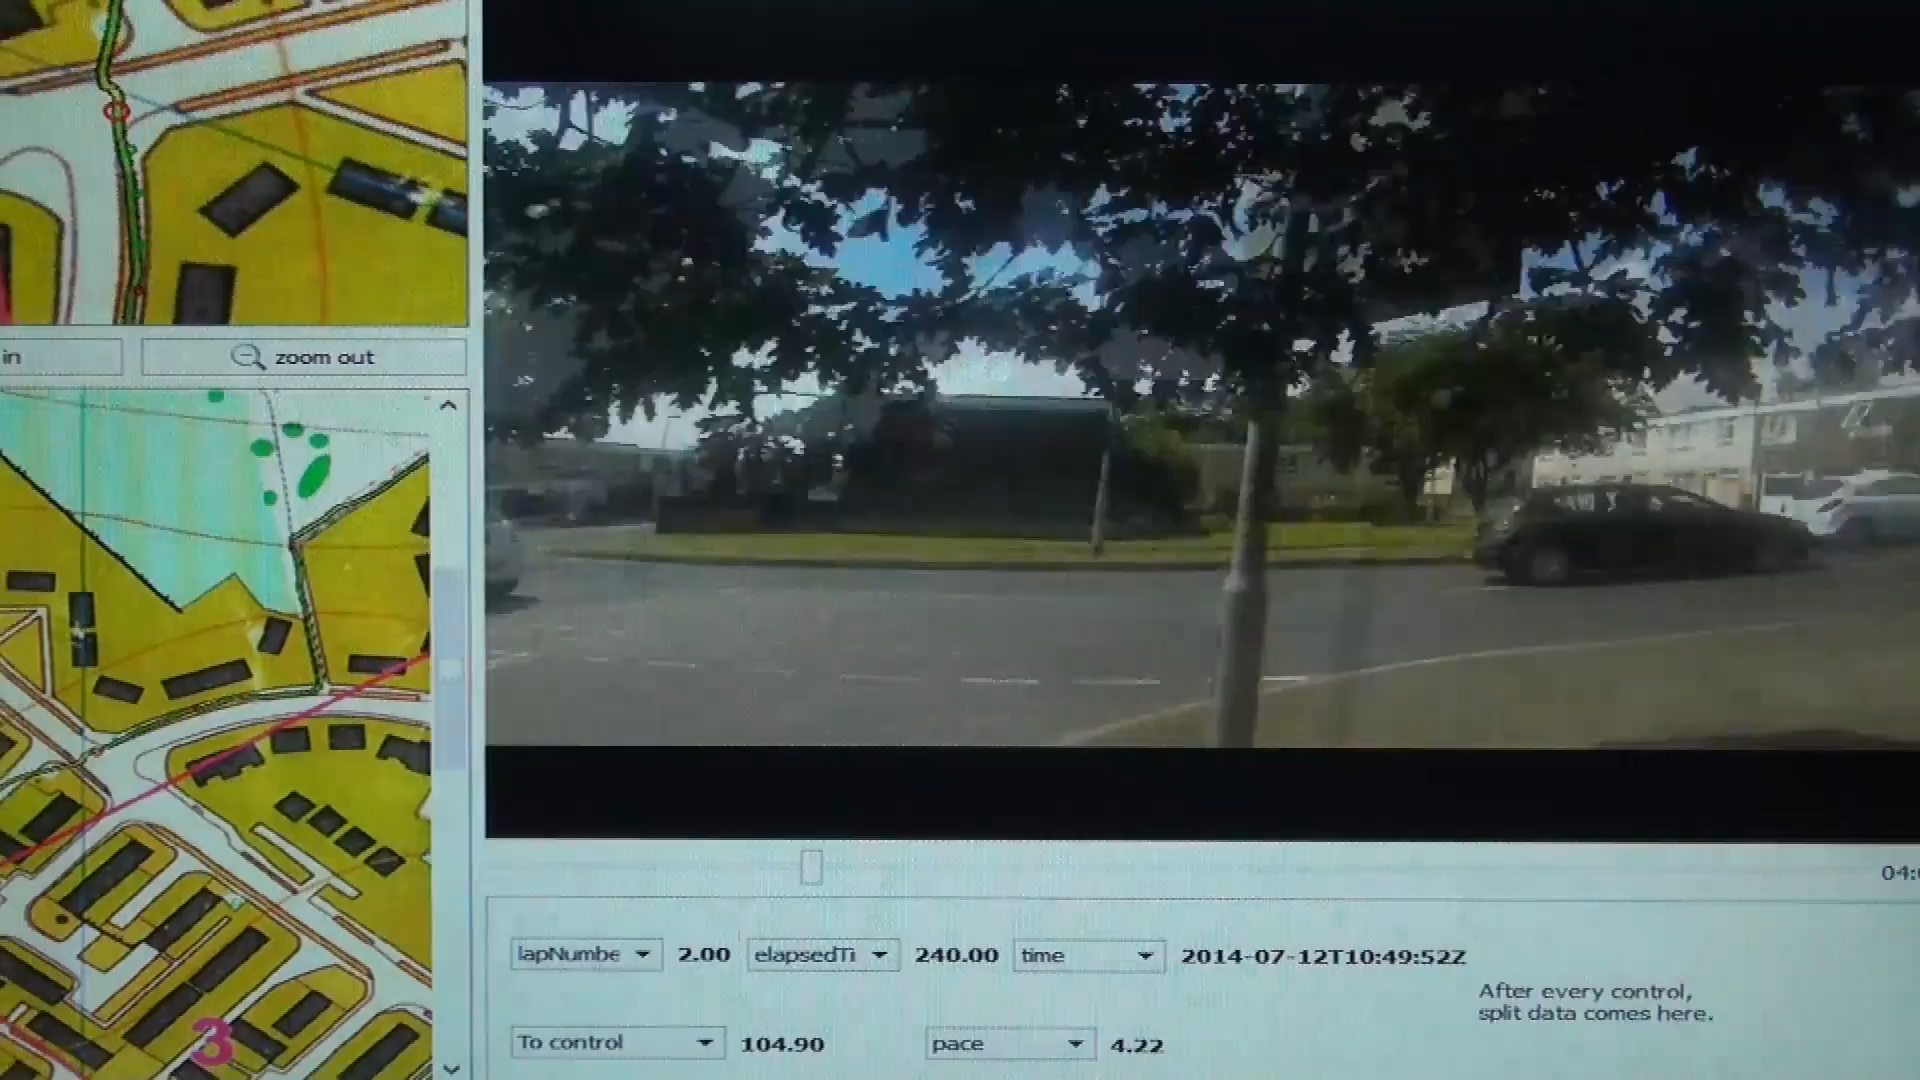 in
zoom out
04:
lapNumbe 2.00 elapsedTi 240.00 time 2014-07-12T10:49:52Z
After every control,
split data comes here.
To control 104.90 pace 4.22
3